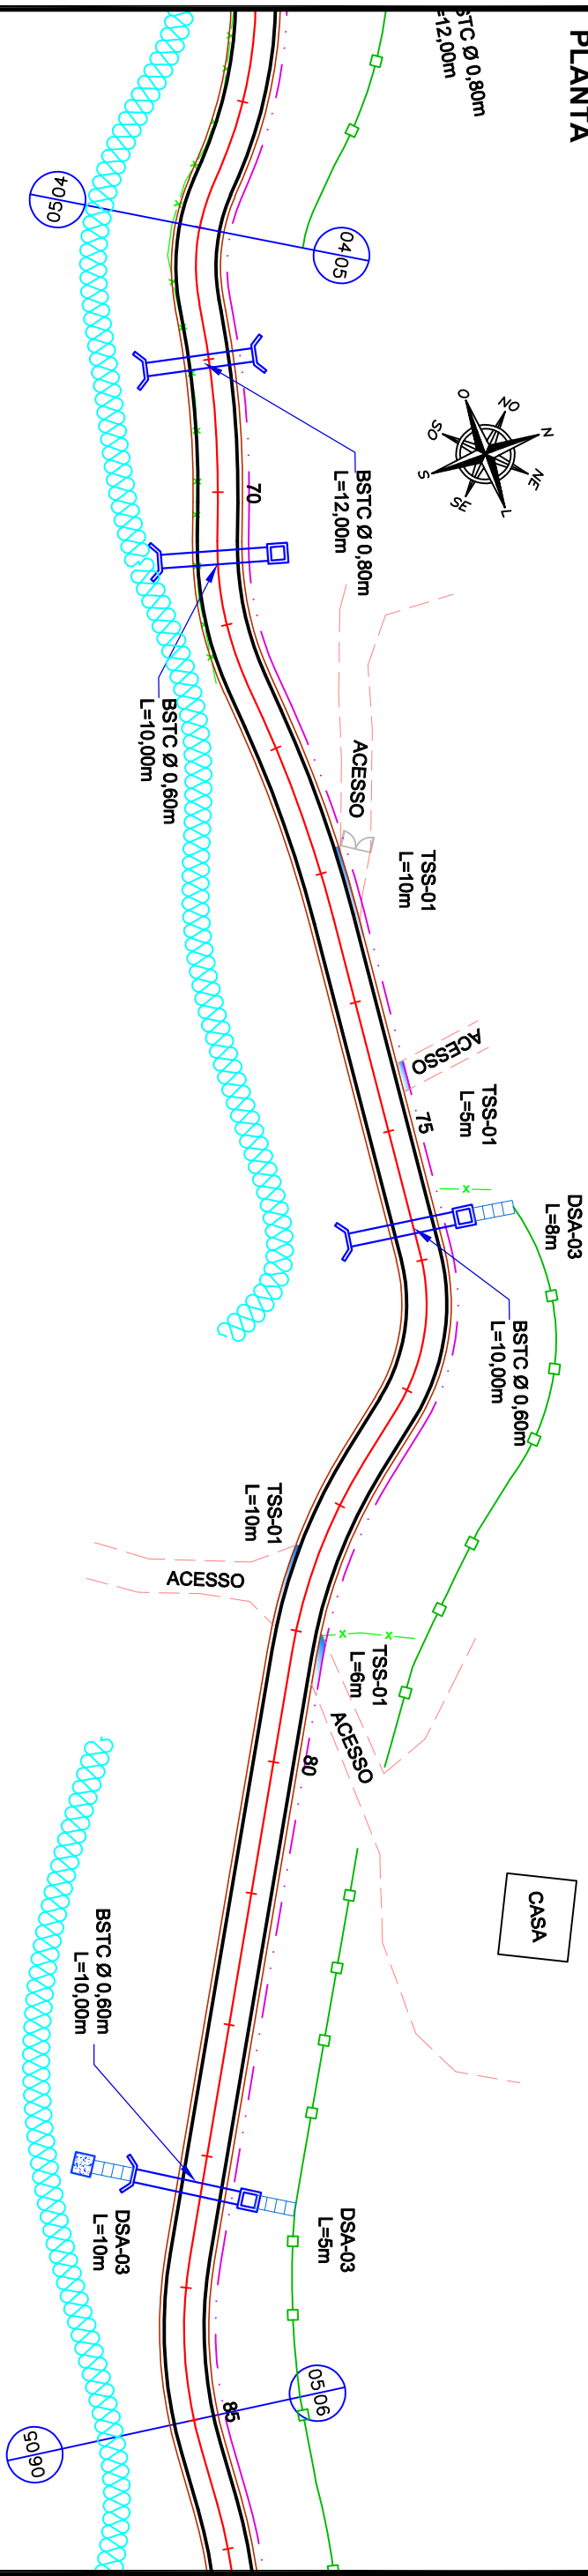 PLANTA
BSTC Ø 0,80m
L=12,00m
04
05
04
05
N
NE
L
SE
S
SO
O
NO
BSTC Ø 0,80m
L=12,00m
70
BSTC Ø 0,60m
L=10,00m
ACESSO
TSS-01
L=10m
ACESSO
75
TSS-01
L=5m
DSA-03
L=8m
BSTC Ø 0,60m
L=10,00m
TSS-01
L=10m
ACESSO
TSS-01
L=6m
ACESSO
80
CASA
BSTC Ø 0,60m
L=10,00m
DSA-03
L=10m
DSA-03
L=5m
85
05
06
05
06